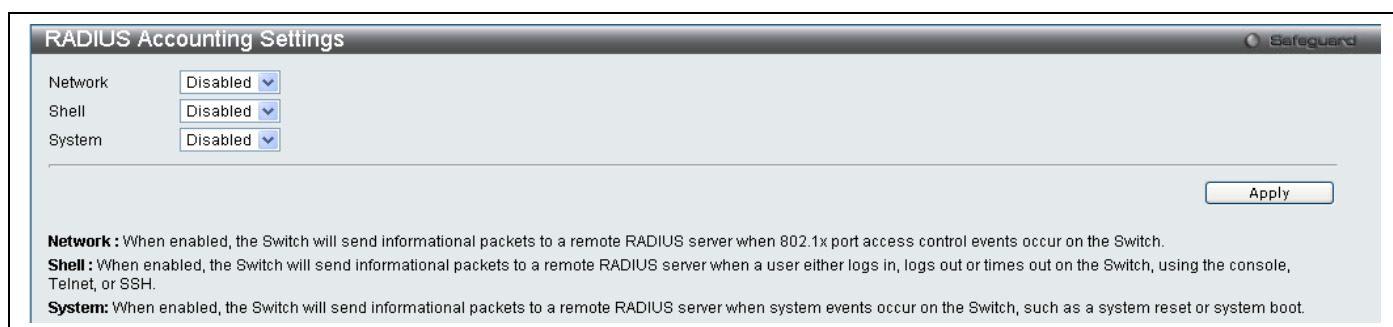 RADIUS Accounting Settings
Safeguard
Network Disabled
Shell Disabled
System Disabled
Apply
Network : When enabled, the Switch will send informational packets to a remote RADIUS server when 802.1x port access control events occur on the Switch.
Shell : When enabled, the Switch will send informational packets to a remote RADIUS server when a user either logs in, logs out or times out on the Switch, using the console,
Telnet, or SSH.
System: When enabled, the Switch will send informational packets to a remote RADIUS server when system events occur on the Switch, such as a system reset or system boot.